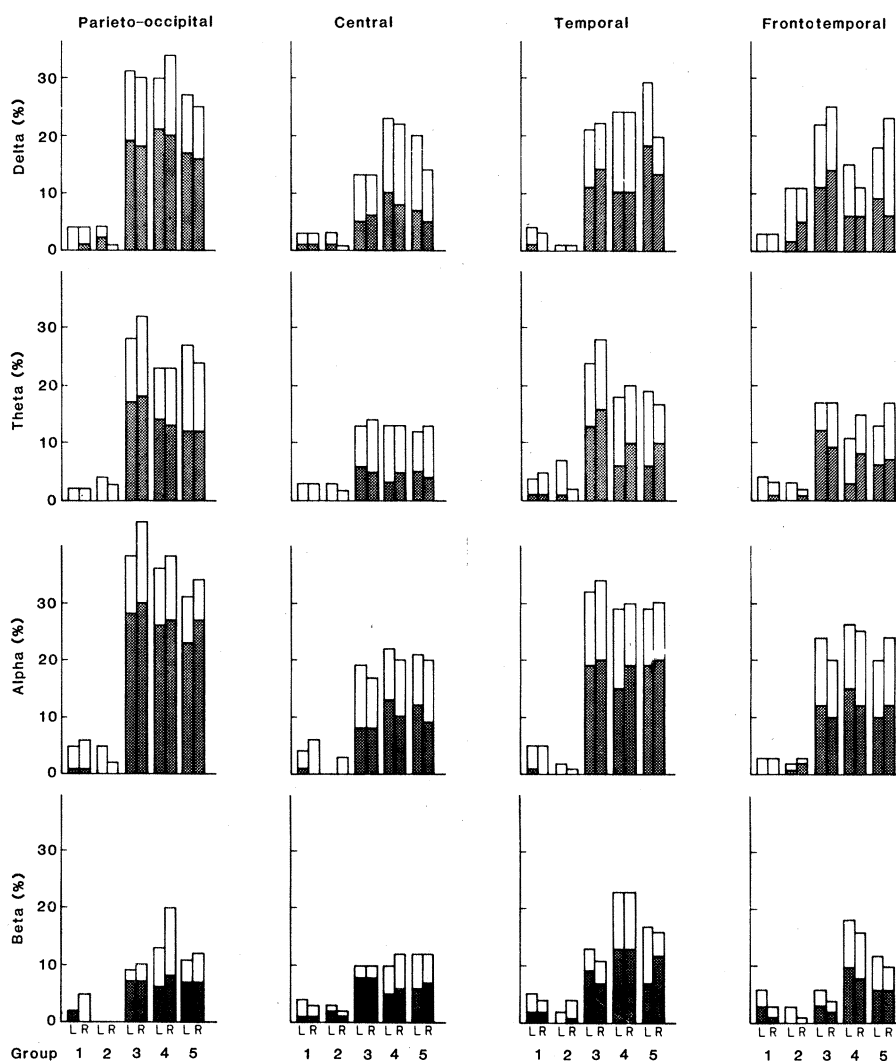 Parieto-occipital Central Temporal Frontotemporal
Delta (%)
30
20
10
0
Theta (%)
30
20
10
0
Alpha (%)
30
20
10
0
Beta (%)
30
20
10
0
L R L R L R L R L R L R L R L R L R L R L R L R L R L R L R L R L R L R L R L R
Group 1 2 3 4 5 1 2 3 4 5 1 2 3 4 5 1 2 3 4 5